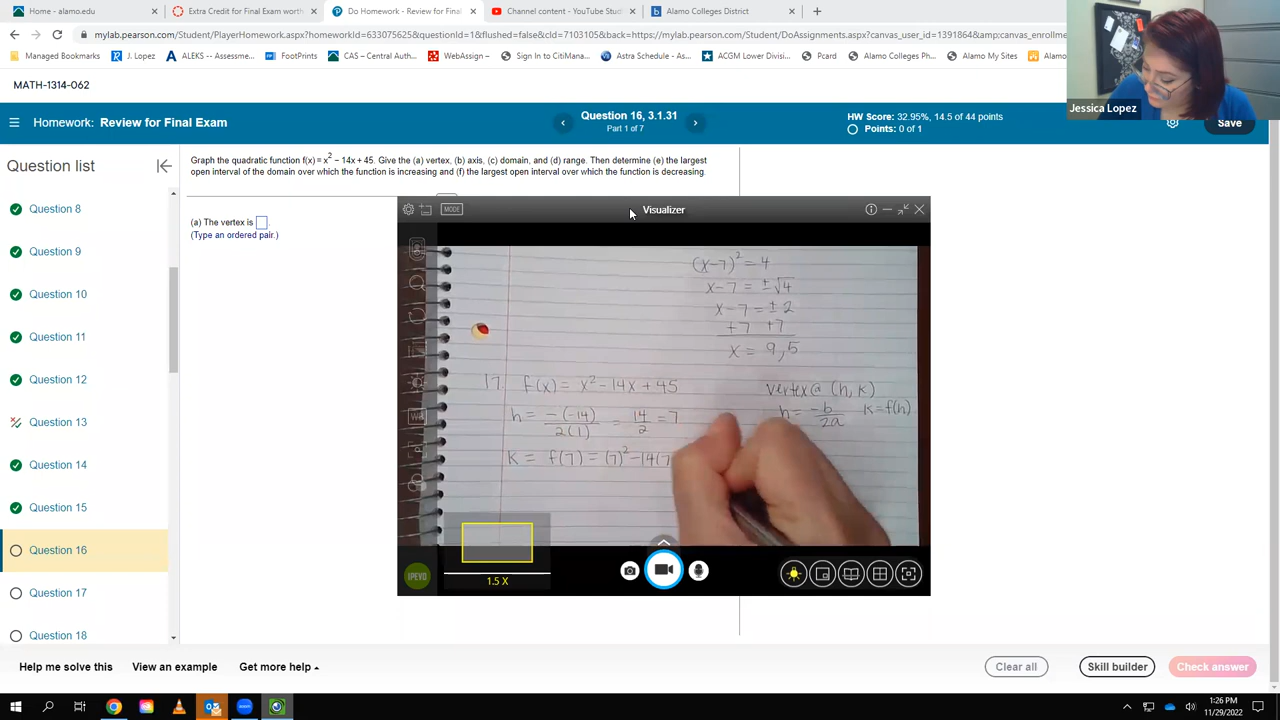 Home - alamo.edu
Extra Credit for Final Exam worth
Do Homework - Review for Final
Channel content - YouTube Stud
Alamo Colleges District
mylab.pearson.com/Student/PlayerHomework.aspx?homeworkId=633075625&questionId=1&flushed=false&cId=7103105&back=https://mylab.pearson.com/Student/DoAssignments.aspx?canvas_user_id=1391864&amp;canvas_enrollme
Managed Bookmarks
J. Lopez
ALEKS -- Assessme...
FootPrints
CAS – Central Auth...
WebAssign –
Sign In to CitiMana...
Astra Schedule - As...
ACGM Lower Divisi...
Pcard
Alamo Colleges Ph...
Alamo My Sites
Alamo
MATH-1314-062
Homework: Review for Final Exam
Question 16, 3.1.31
Part 1 of 7
HW Score: 32.95%, 14.5 of 44 points
Points: 0 of 1
Save
Jessica Lopez
Question list
Question 8
Question 9
Question 10
Question 11
Question 12
Question 13
Question 14
Question 15
Question 16
Question 17
Question 18
Graph the quadratic function f(x) = x² − 14x + 45. Give the (a) vertex, (b) axis, (c) domain, and (d) range. Then determine (e) the largest
open interval of the domain over which the function is increasing and (f) the largest open interval over which the function is decreasing.
(a) The vertex is
(Type an ordered pair.)
MODE
Visualizer
(x-7)² = 4
x-7 = ±√4
x-7 = ±2
+7 +7
x = 9, 5
17. f(x) = x² -14x + 45
vertex @ (h, k)
h = -(-14)/2(1) = 14/2 = 7
h = -b/2a k = f(h)
k = f(7) = (7)² -14(7
IPEVO
1.5 X
Help me solve this
View an example
Get more help
Clear all
Skill builder
Check answer
1:26 PM
11/29/2022